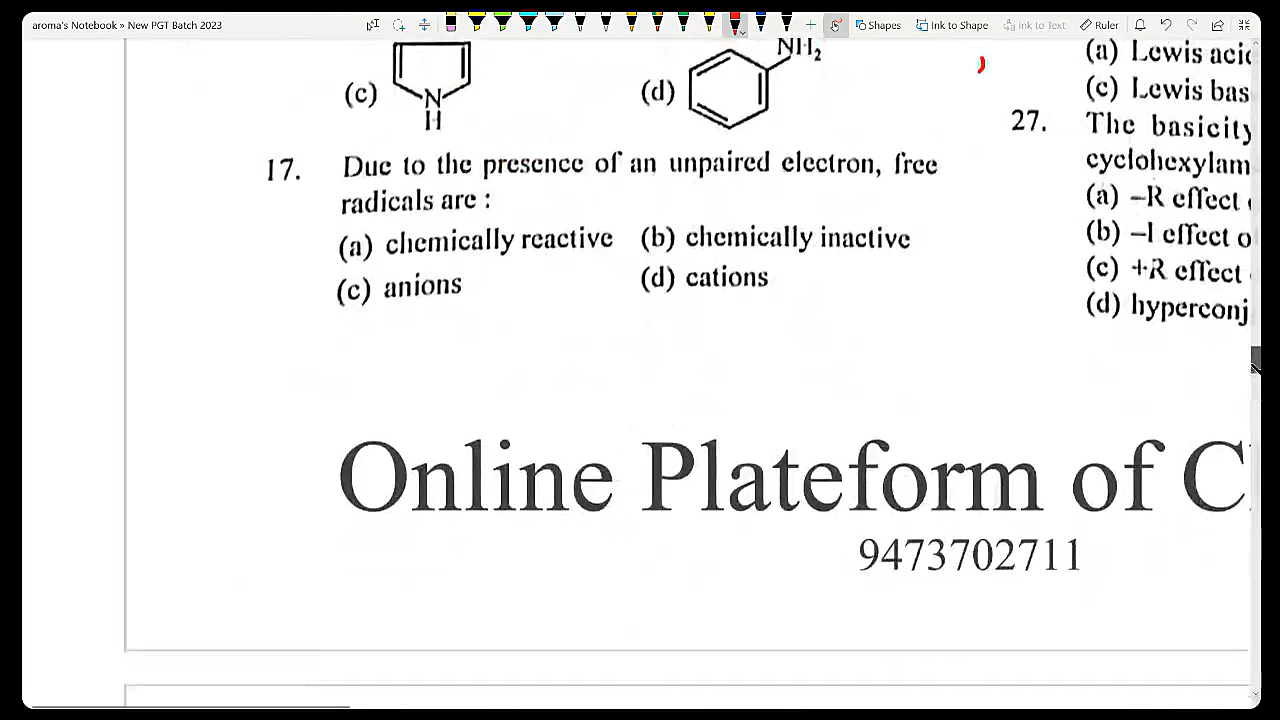 aroma's Notebook » New PGT Batch 2023
Shapes
Ink to Shape
Ink to Text
Ruler
(c)
N
H
(d)
NH₂
17. Due to the presence of an unpaired electron, free
radicals are :
(a) chemically reactive (b) chemically inactive
(c) anions (d) cations
(a) Lewis
(c) Lewis
27. The basicity
(a) –R effect
(b) –I effect
(c) +R effect
(d)
Online Plateform of
9473702711